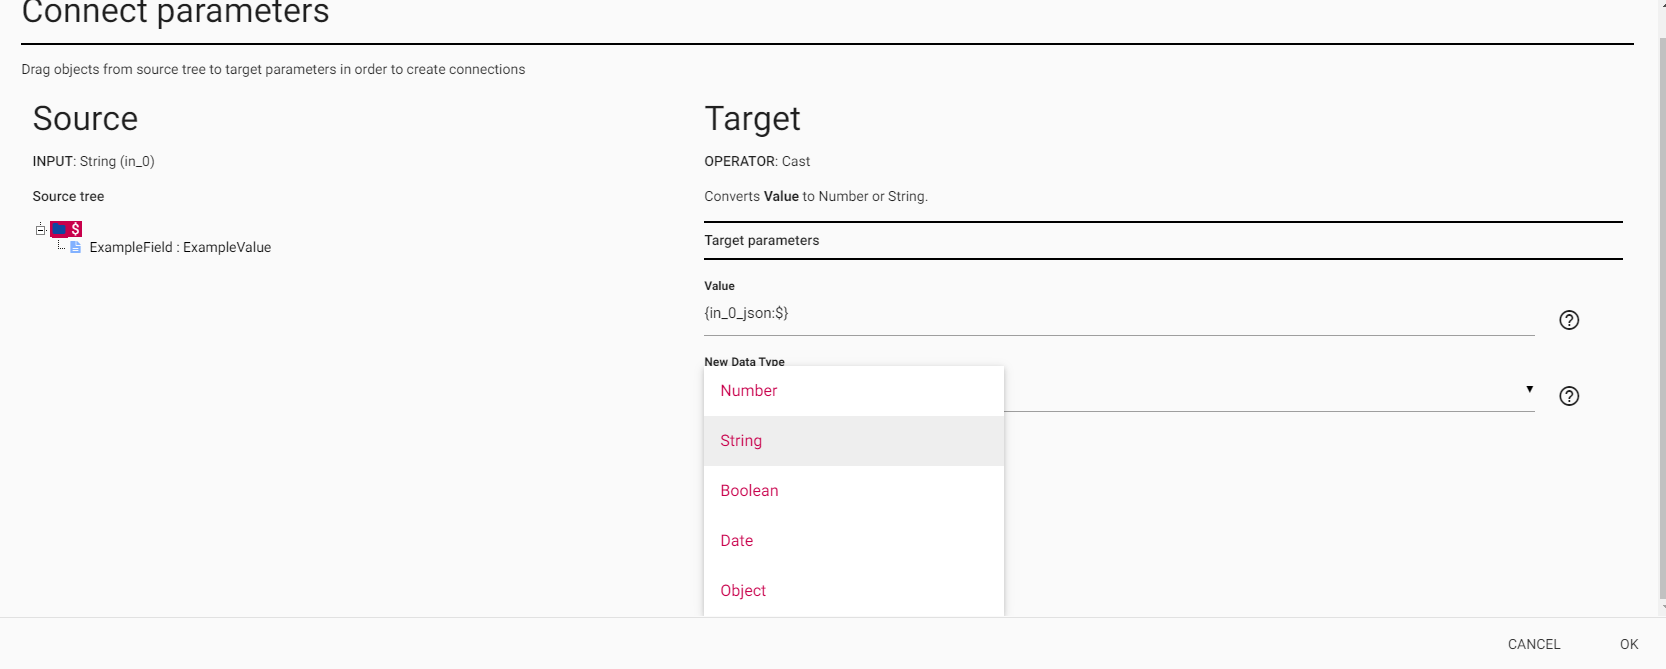 Connect parameters
Drag objects from source tree to target parameters in order to create connections
Source
INPUT: String (in_0)
Source tree
$
ExampleField : ExampleValue
Target
OPERATOR: Cast
Converts Value to Number or String.
Target parameters
Value
{in_0_json:$}
New Data Type
Number
String
Boolean
Date
Object
CANCEL
OK